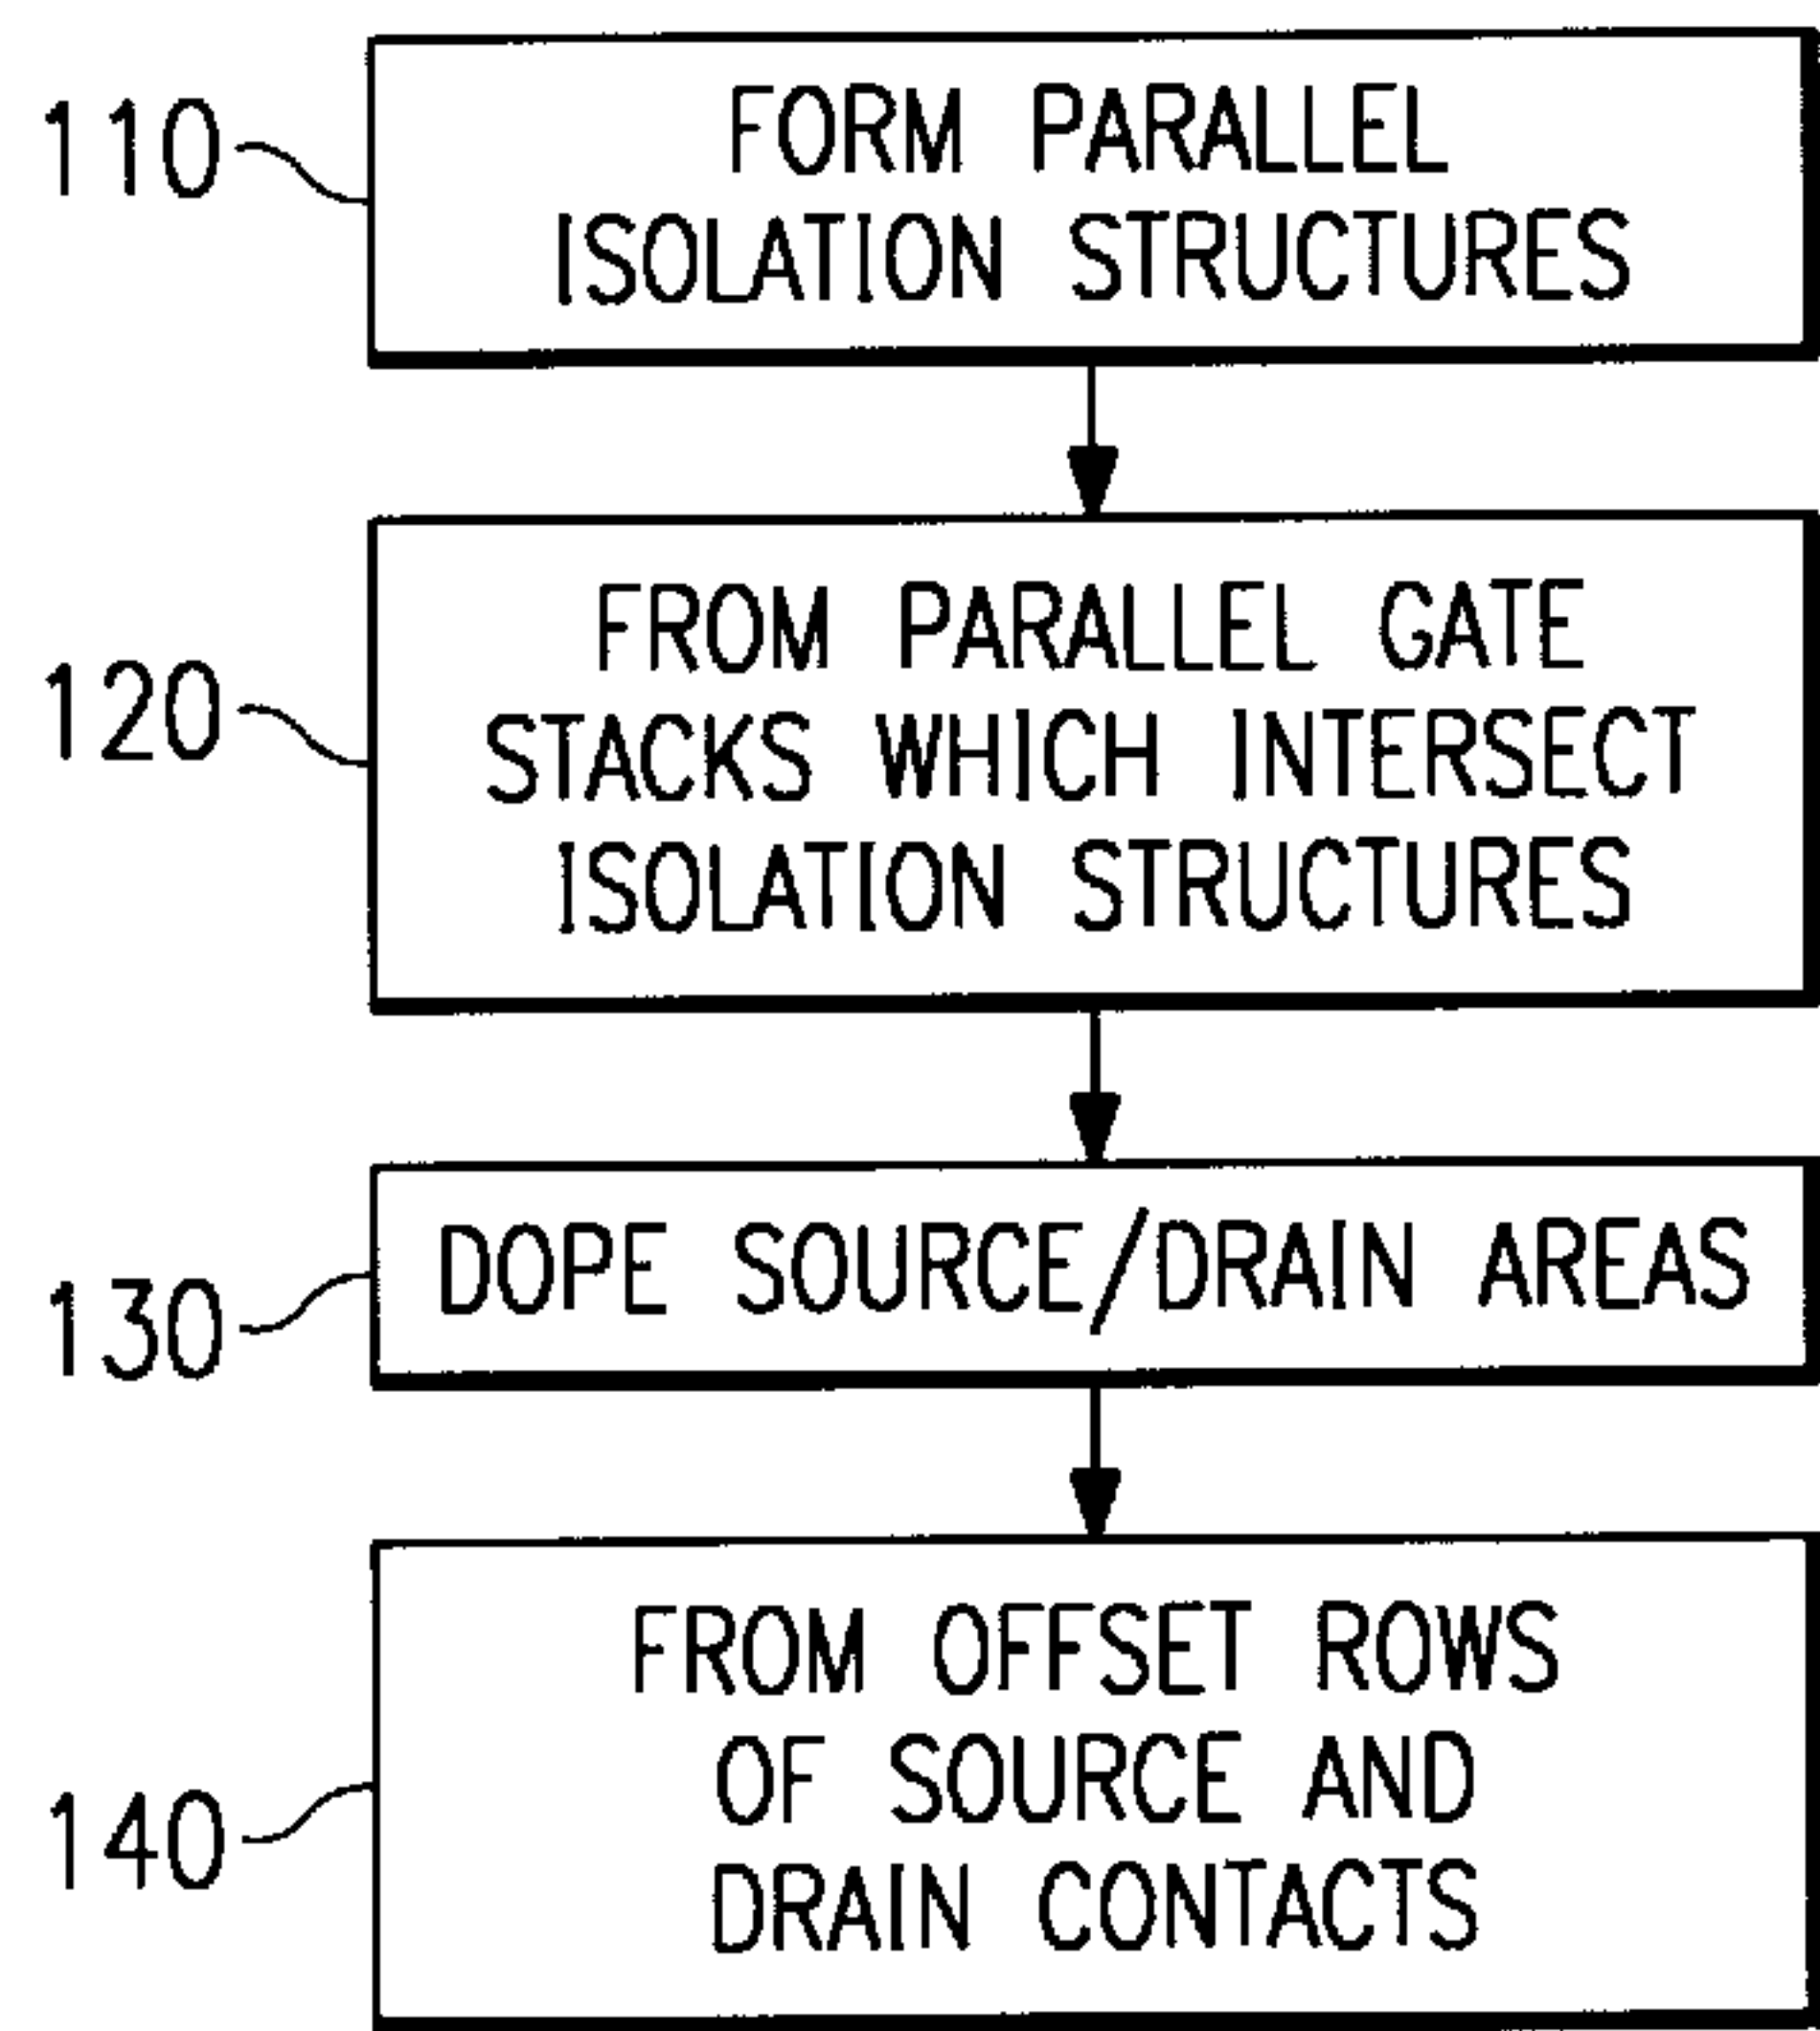 110
FORM PARALLEL
ISOLATION STRUCTURES
120
FROM PARALLEL GATE
STACKS WHICH INTERSECT
ISOLATION STRUCTURES
130
DOPE SOURCE/DRAIN AREAS
140
FROM OFFSET ROWS
OF SOURCE AND
DRAIN CONTACTS